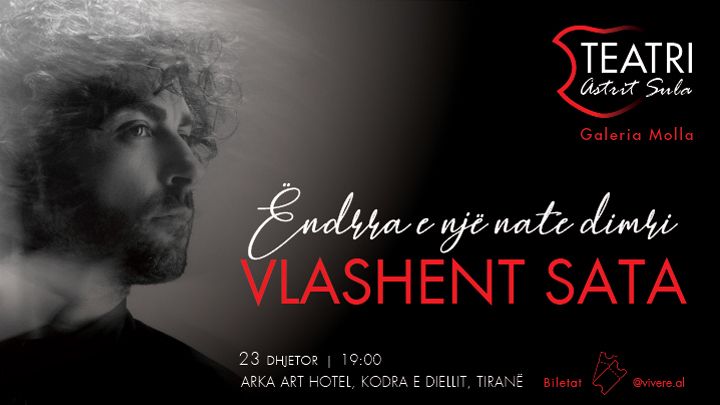 TEATRI
Astrit Sula
Galeria Molla
Ëndrra e një nate dimri
VLASHENT SATA
23 DHJETOR | 19:00
ARKA ART HOTEL, KODRA E DIELLIT, TIRANË
Biletat @vivere.al